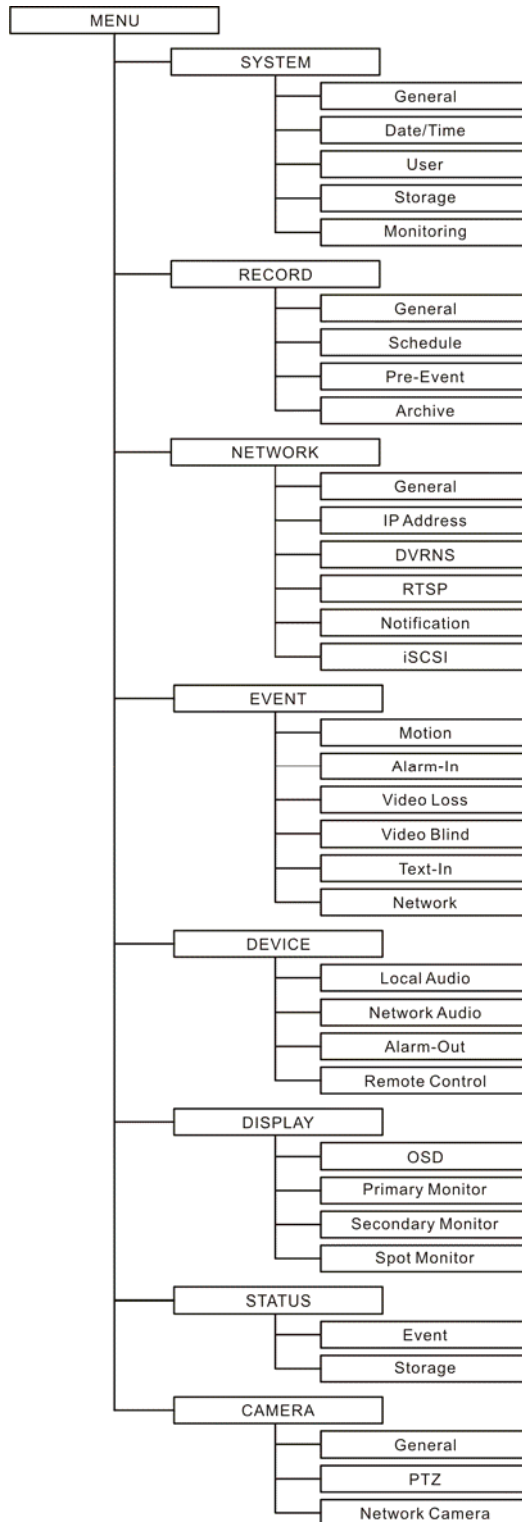 MENU
SYSTEM
General
Date/Time
User
Storage
Monitoring
RECORD
General
Schedule
Pre-Event
Archive
NETWORK
General
IP Address
DVRNS
RTSP
Notification
iSCSI
EVENT
Motion
Alarm-In
Video Loss
Video Blind
Text-In
Network
DEVICE
Local Audio
Network Audio
Alarm-Out
Remote Control
DISPLAY
OSD
Primary Monitor
Secondary Monitor
Spot Monitor
STATUS
Event
Storage
CAMERA
General
PTZ
Network Camera